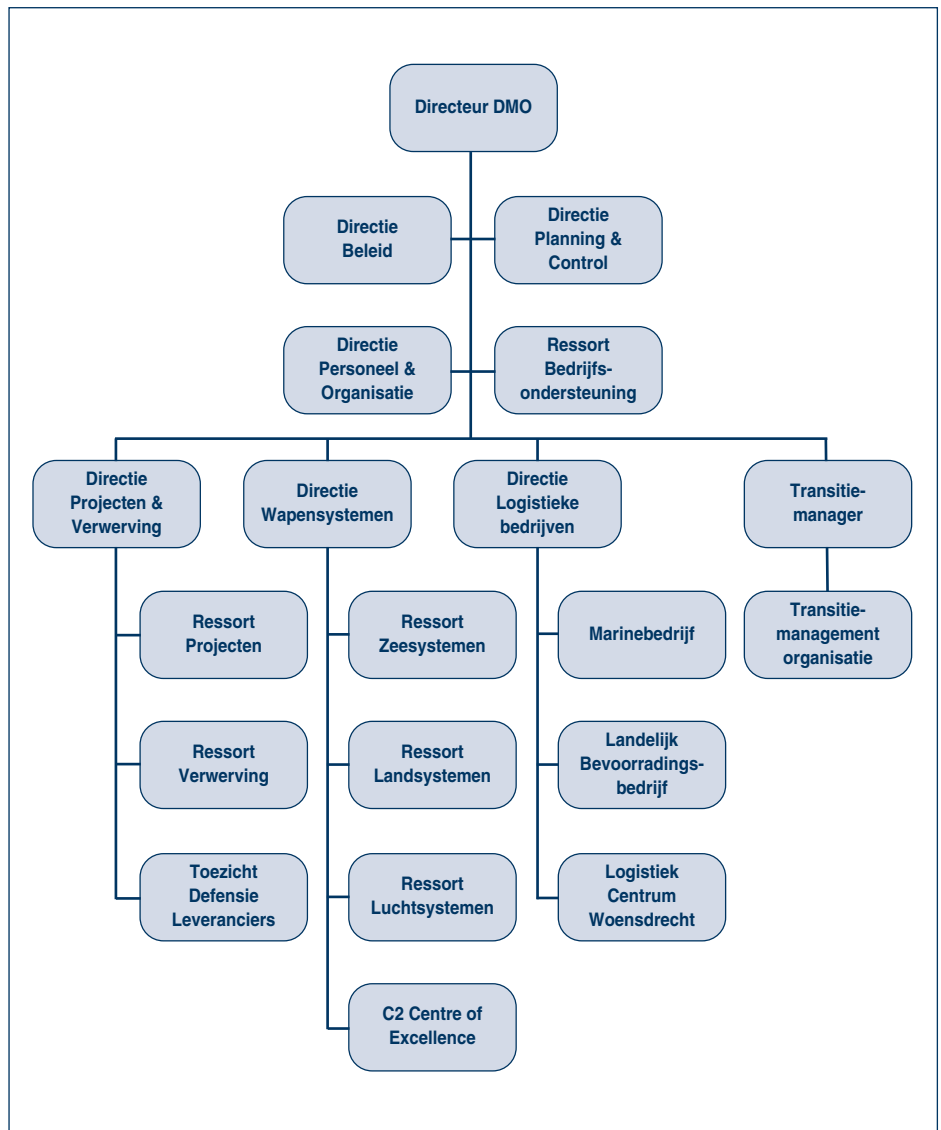 Directeur DMO
Directie
Beleid
Directie
Planning &
Control
Directie
Personeel &
Organisatie
Ressort
Bedrijfs-
ondersteuning
Directie
Projecten &
Verwerving
Directie
Wapensystemen
Directie
Logistieke
bedrijven
Transitie-
manager
Ressort
Projecten
Ressort
Zeesystemen
Marinebedrijf
Transitie-
management
organisatie
Ressort
Verwerving
Ressort
Landsystemen
Landelijk
Bevoorradings-
bedrijf
Toezicht
Defensie
Leveranciers
Ressort
Luchtsystemen
Logistiek
Centrum
Woensdrecht
C2 Centre of
Excellence